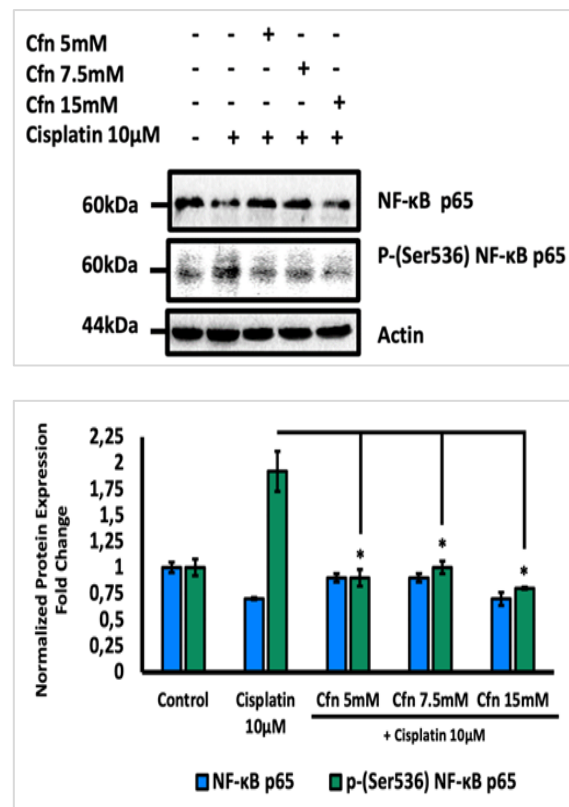 Cfn 5mM - - + - -
Cfn 7.5mM - - - + -
Cfn 15mM - - - - +
Cisplatin 10µM - + + + +
60kDa NF-κB p65
60kDa P-(Ser536) NF-κB p65
44kDa Actin
Normalized Protein Expression
Fold Change
2,25
2
1,75
1,5
1,25
1
0,75
0,5
0,25
0
* * *
Control Cisplatin 10µM Cfn 5mM Cfn 7.5mM Cfn 15mM
+ Cisplatin 10µM
NF-κB p65 p-(Ser536) NF-κB p65